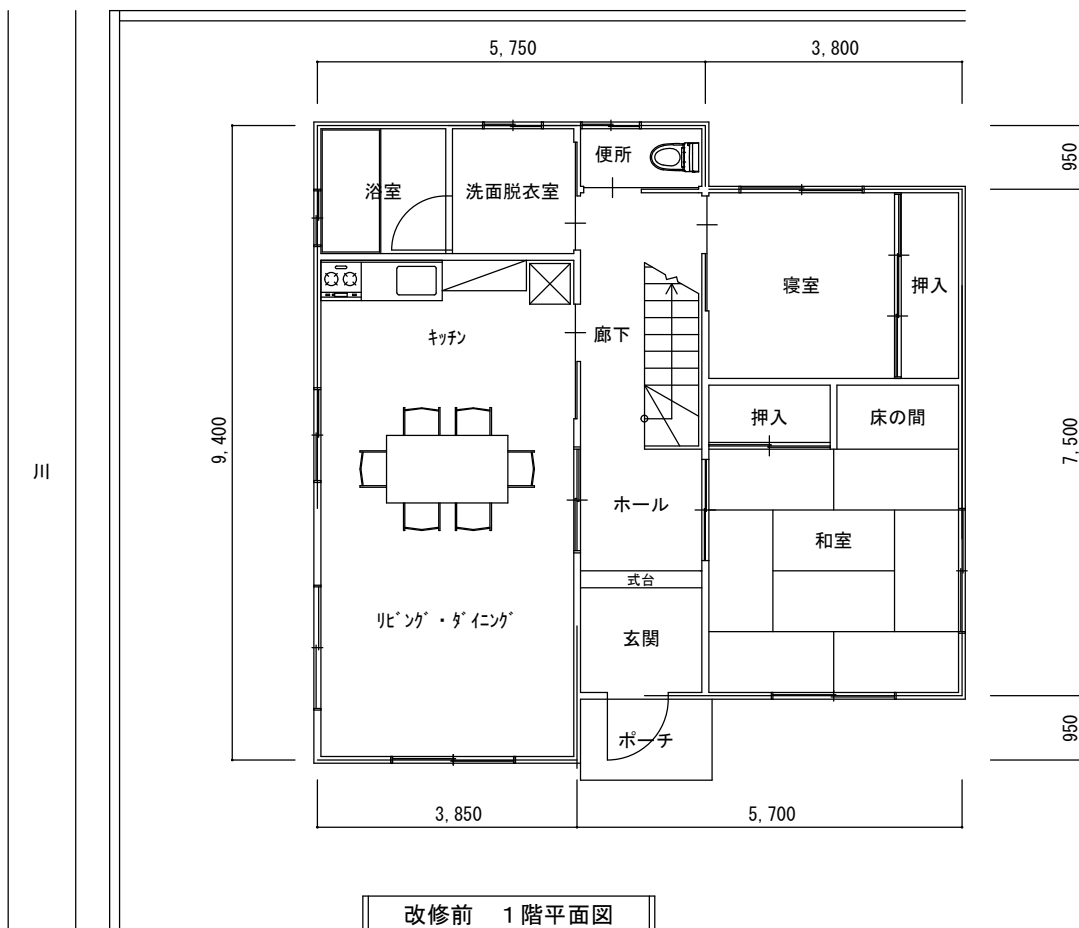 5,750
3,800
950
便所
浴室
洗面脱衣室
寝室
押入
ｷｯﾁﾝ
廊下
押入
床の間
9,400
7,500
川
ホール
和室
式台
ﾘﾋﾞﾝｸﾞ・ﾀﾞｲﾆﾝｸﾞ
玄関
950
ポーチ
3,850
5,700
改修前　１階平面図